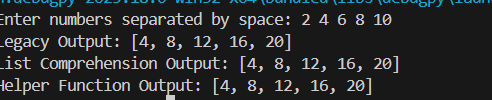 Enter numbers separated by space: 2 4 6 8 10
Legacy Output: [4, 8, 12, 16, 20]
List Comprehension Output: [4, 8, 12, 16, 20]
Helper Function Output: [4, 8, 12, 16, 20]